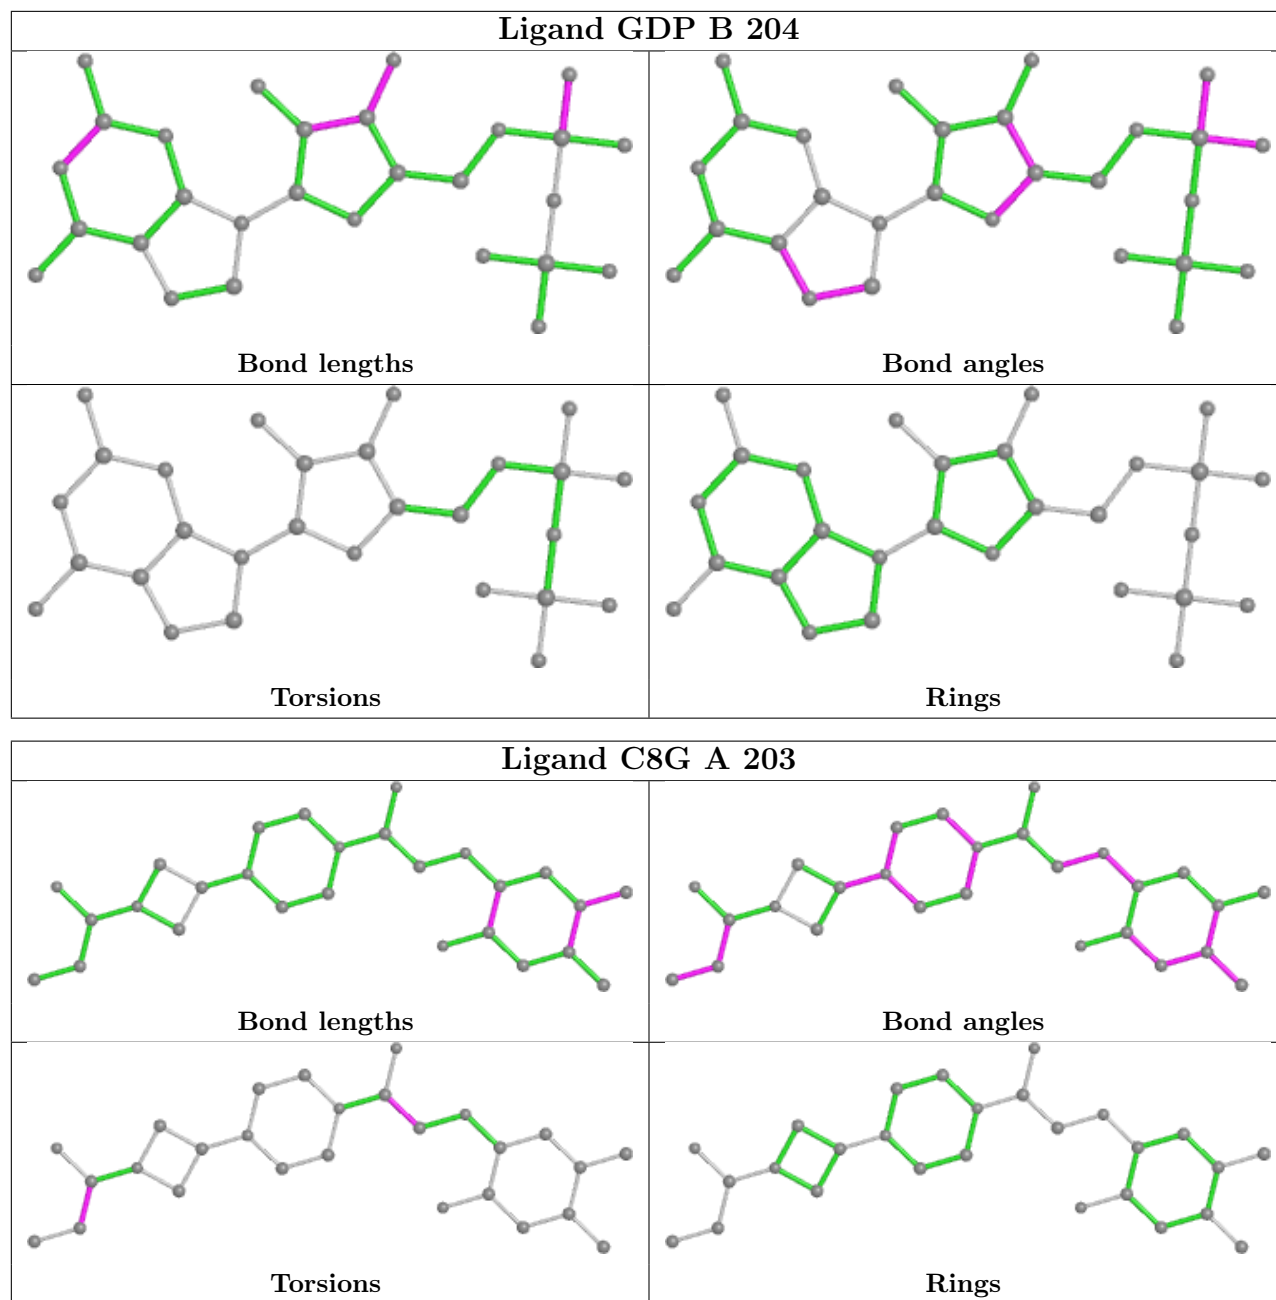 Ligand GDP B 204
Bond lengths
Bond angles
Torsions
Rings
Ligand C8G A 203
Bond lengths
Bond angles
Torsions
Rings